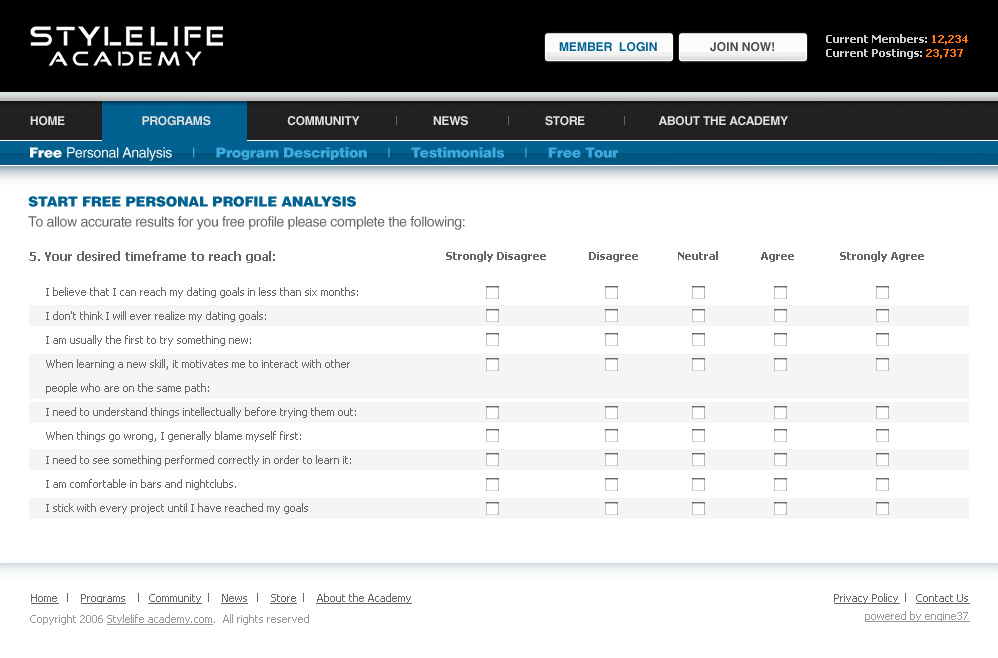 STYLELIFE
ACADEMY
MEMBER LOGIN
JOIN NOW!
Current Members: 12,234
Current Postings: 23,737
HOME PROGRAMS COMMUNITY | NEWS | STORE | ABOUT THE ACADEMY
Free Personal Analysis | Program Description | Testimonials | Free Tour
START FREE PERSONAL PROFILE ANALYSIS
To allow accurate results for you free profile please complete the following:
5. Your desired timeframe to reach goal: Strongly Disagree Disagree Neutral Agree Strongly Agree
I believe that I can reach my dating goals in less than six months:
I don't think I will ever realize my dating goals:
I am usually the first to try something new:
When learning a new skill, it motivates me to interact with other
people who are on the same path:
I need to understand things intellectually before trying them out:
When things go wrong, I generally blame myself first:
I need to see something performed correctly in order to learn it:
I am comfortable in bars and nightclubs.
I stick with every project until I have reached my goals
Home | Programs | Community | News | Store | About the Academy
Privacy Policy | Contact Us
Copyright 2006 Stylelife academy.com. All rights reserved
powered by engine37